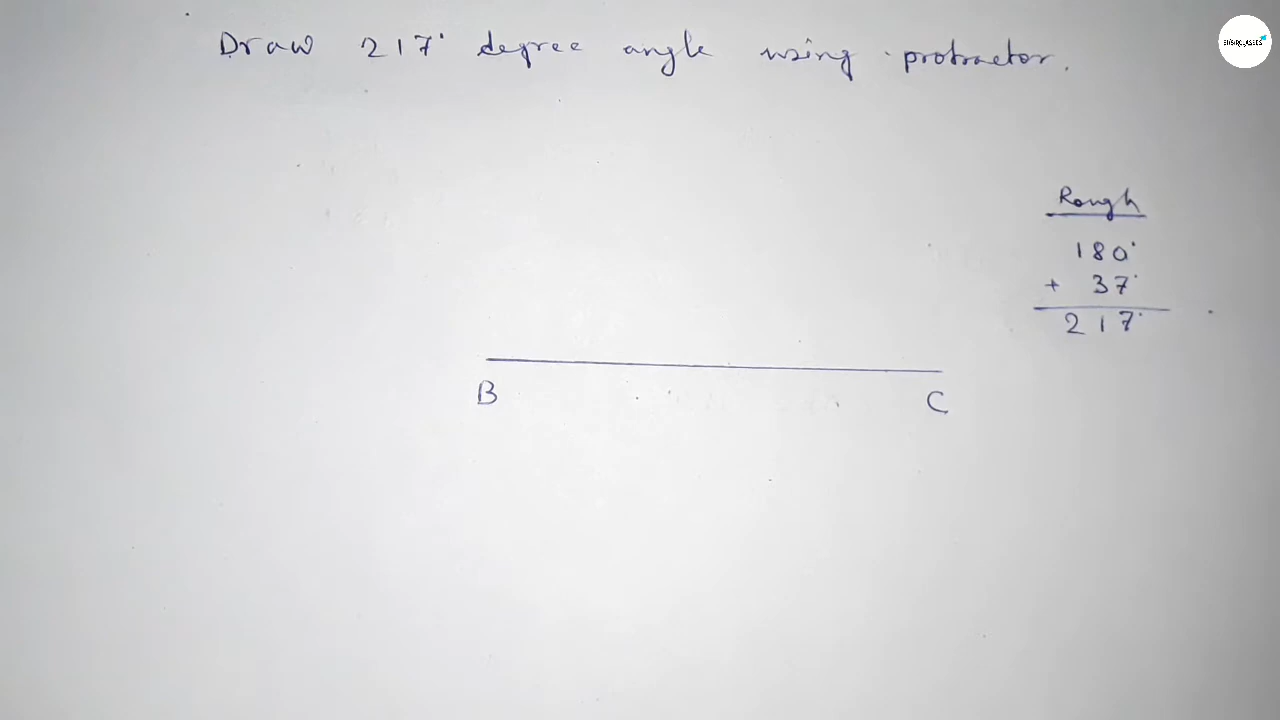 Draw 217° degree angle using protractor.
Rough
180°
+ 37°
217°
B
C